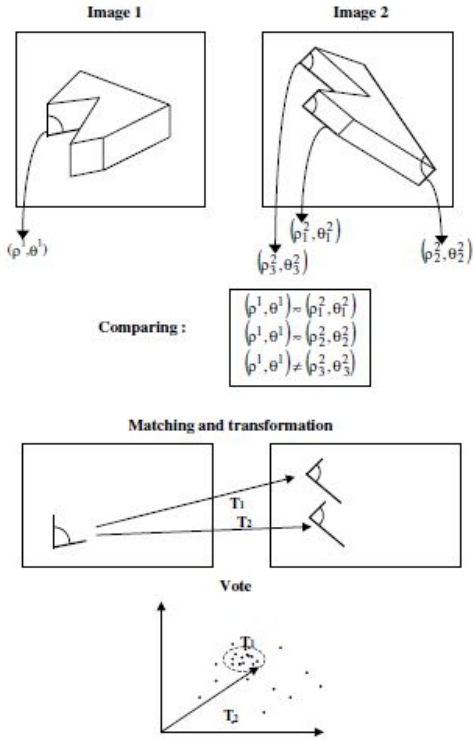 Image 1
Image 2
(ρ¹,θ¹)
(ρ₁²,θ₁²)
(ρ₃²,θ₃²)
(ρ₂²,θ₂²)
Comparing :
(ρ¹,θ¹)≈(ρ₁²,θ₁²)
(ρ¹,θ¹)≈(ρ₂²,θ₂²)
(ρ¹,θ¹)≠(ρ₃²,θ₃²)
Matching and transformation
T₁
T₂
Vote
T₁
T₂